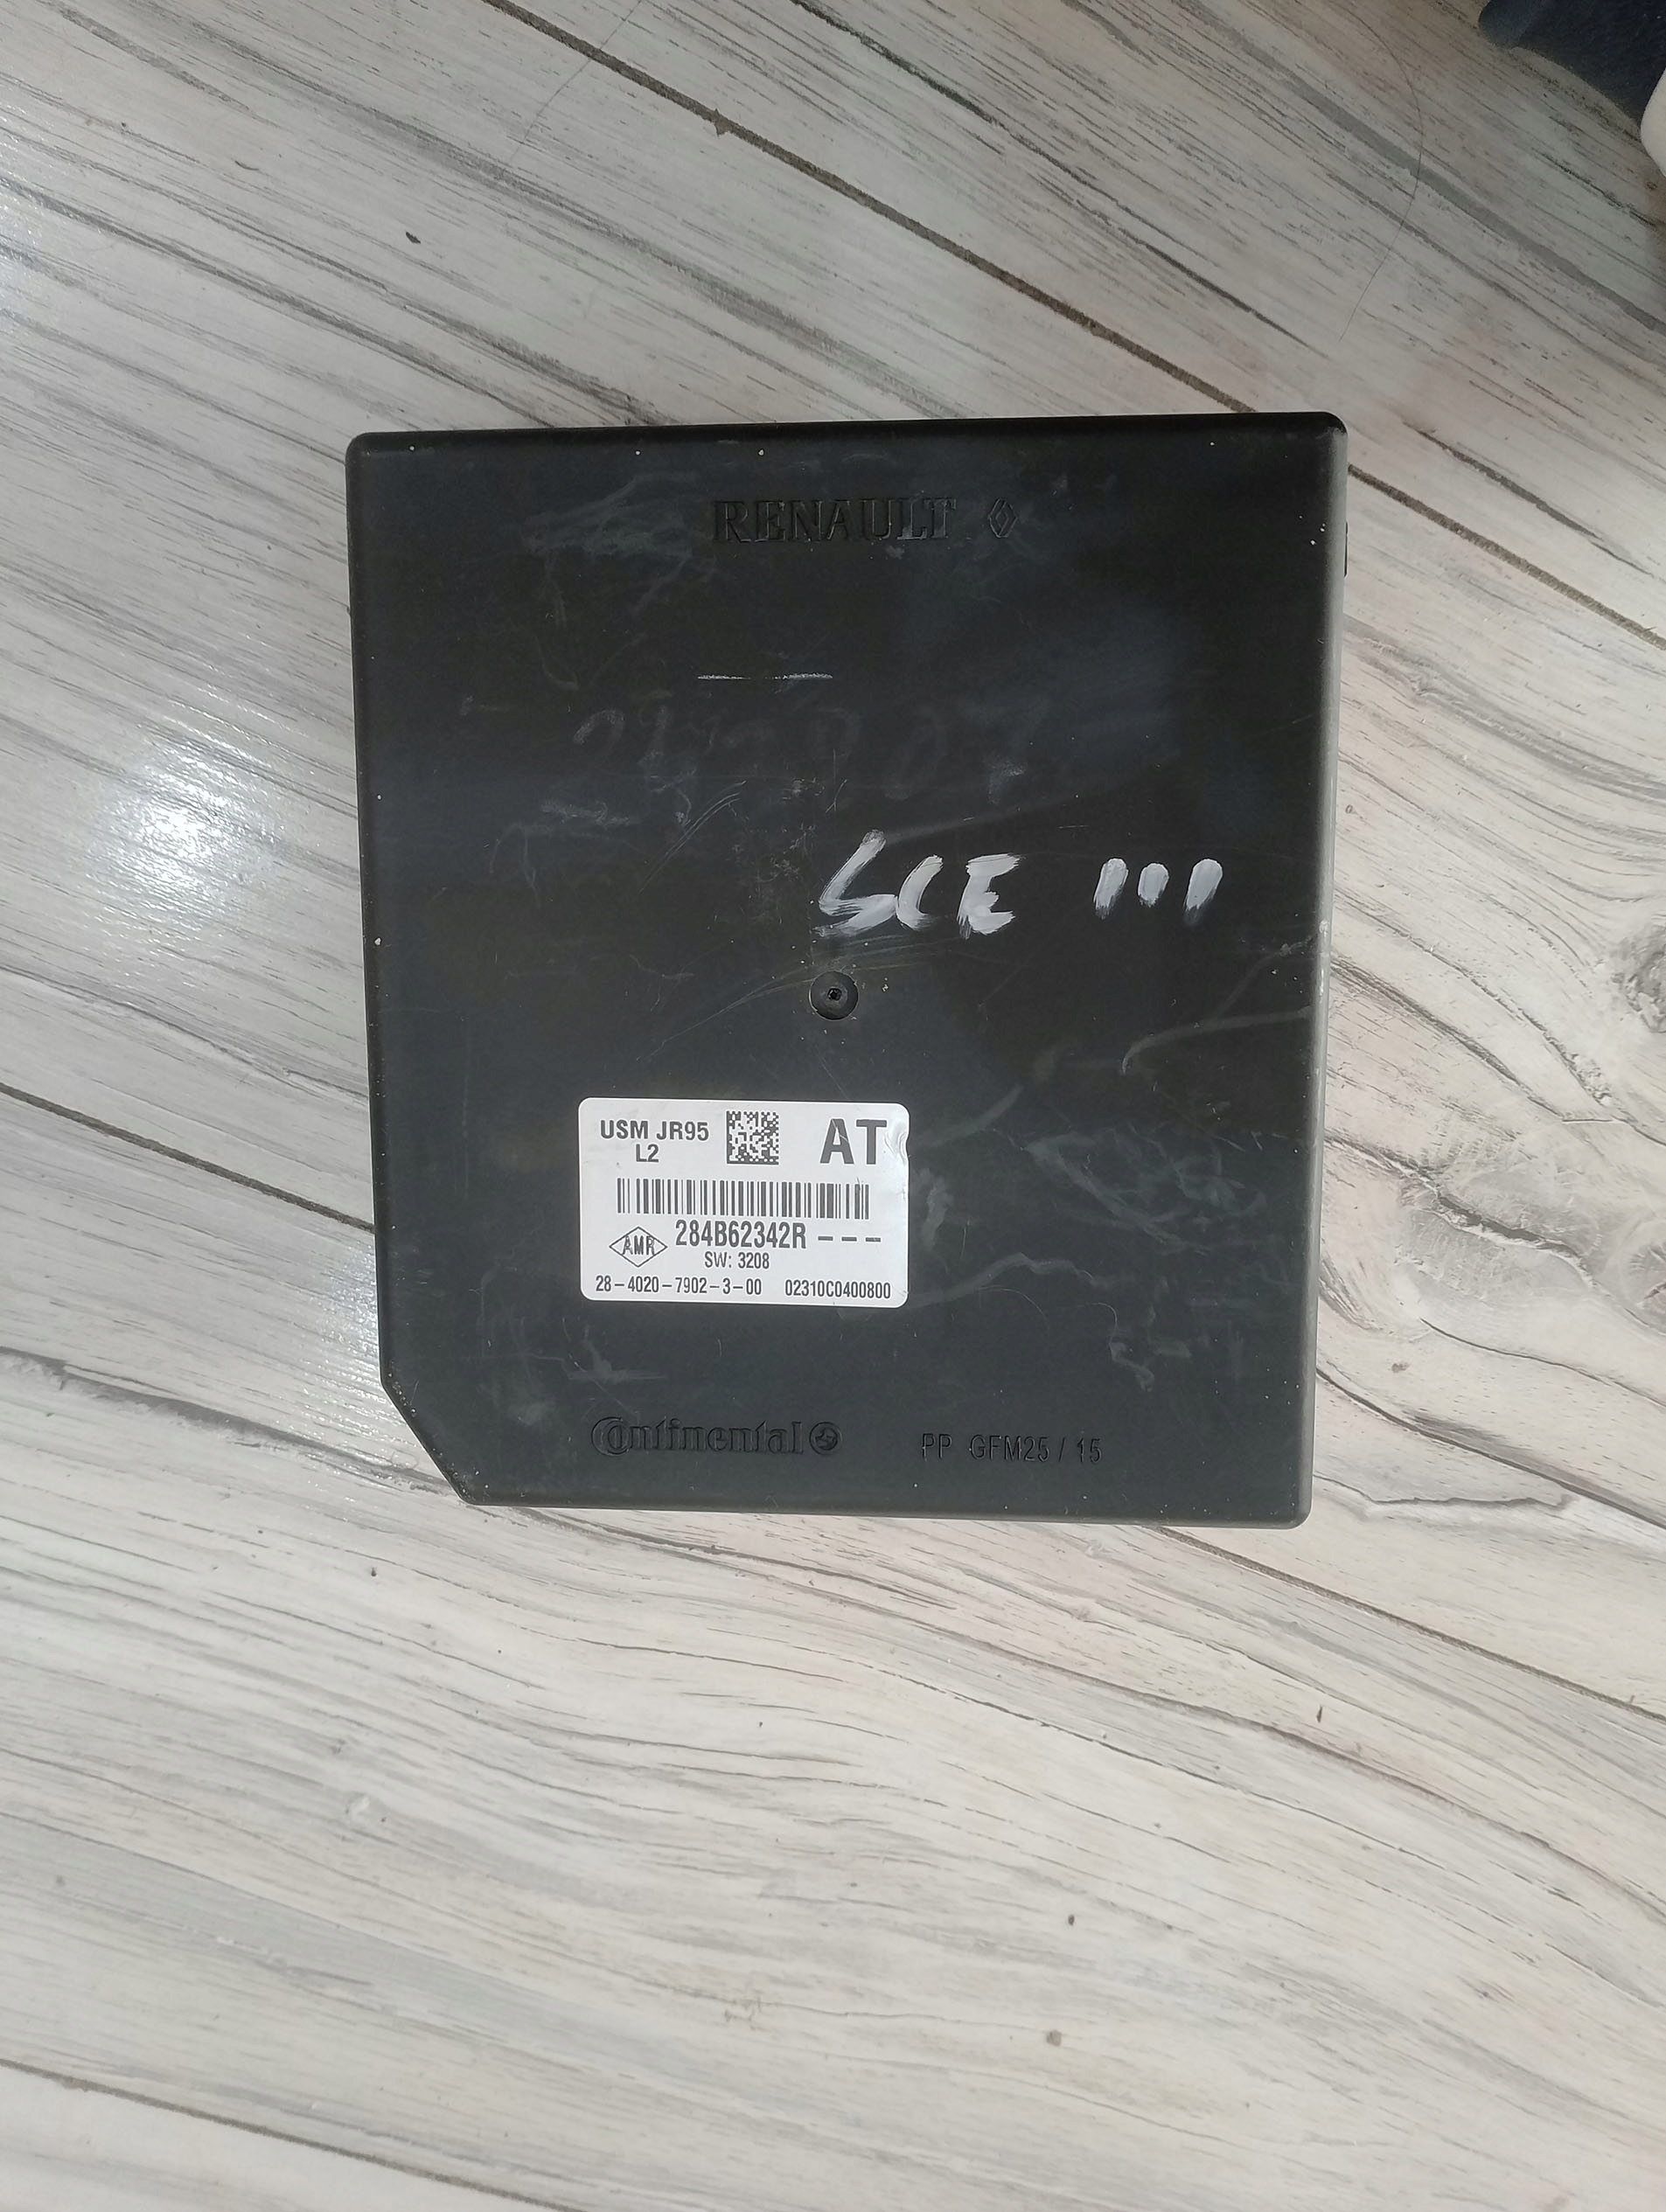 RENAULT
SCE III
USM JR95
L2
AT
284B62342R – – –
AMR
SW: 3208
28–4020–7902–3–00 02310C0400800
Continental
PP GFM25 / 15